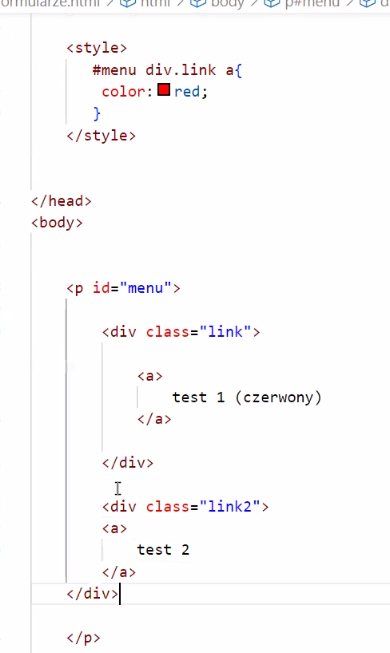 formularze.html > html > body > p#menu > d
<style>
#menu div.link a{
color: red;
}
</style>
</head>
<body>
<p id="menu">
<div class="link">
<a>
test 1 (czerwony)
</a>
</div>
<div class="link2">
<a>
test 2
</a>
</div>
</p>